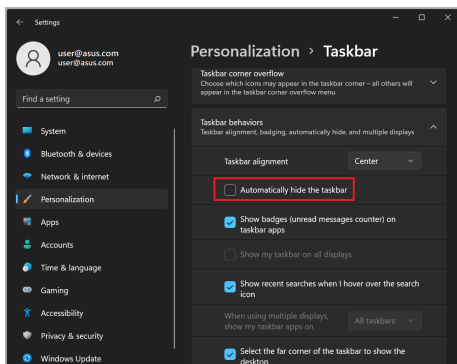 Settings
user@asus.com
user@asus.com
Find a setting
System
Bluetooth & devices
Network & internet
Personalization
Apps
Accounts
Time & language
Gaming
Accessibility
Privacy & security
Windows Update
Personalization > Taskbar
Taskbar corner overflow
Choose which icons may appear in the taskbar corner – all others will
appear in the taskbar corner overflow menu
Taskbar behaviors
Taskbar alignment, badging, automatically hide, and multiple displays
Taskbar alignment
Center
Automatically hide the taskbar
Show badges (unread messages counter) on
taskbar apps
Show my taskbar on all displays
Show recent searches when I hover over the search
icon
When using multiple displays,
show my taskbar apps on
All taskbars
Select the far corner of the taskbar to show the
desktop